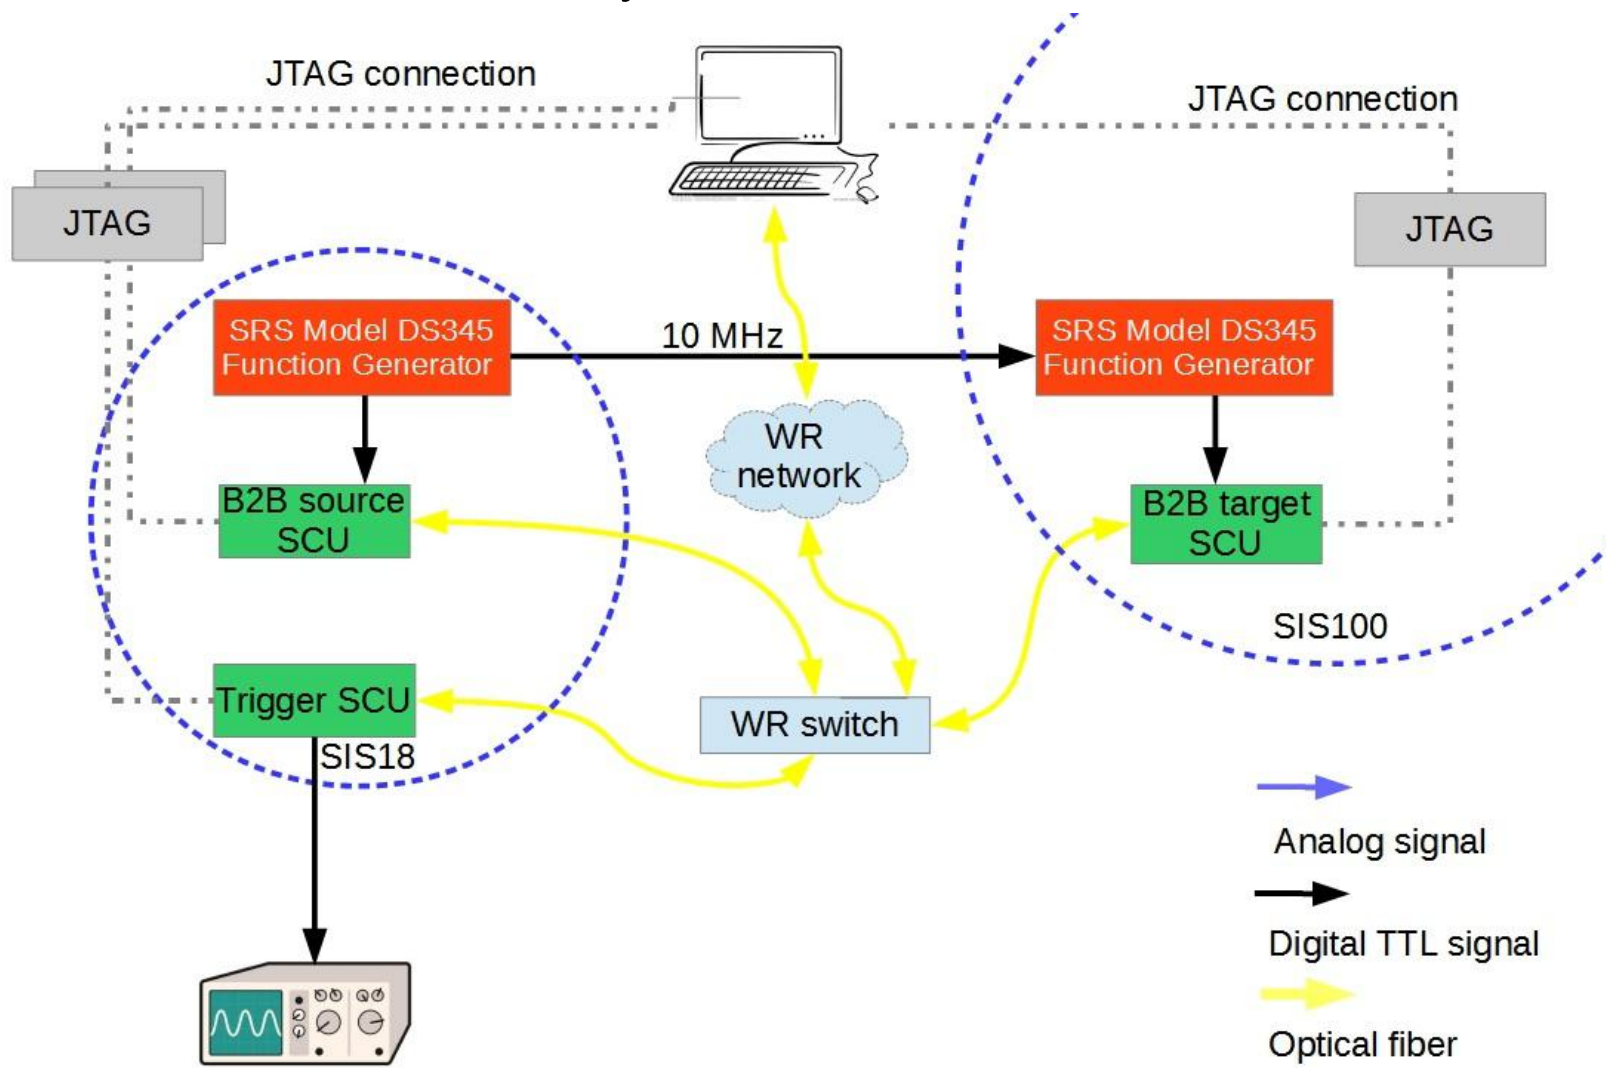 JTAG connection
JTAG connection
JTAG
JTAG
SRS Model DS345
Function Generator
10 MHz
SRS Model DS345
Function Generator
WR
network
B2B source
SCU
B2B target
SCU
SIS100
Trigger SCU
WR switch
SIS18
Analog signal
Digital TTL signal
Optical fiber